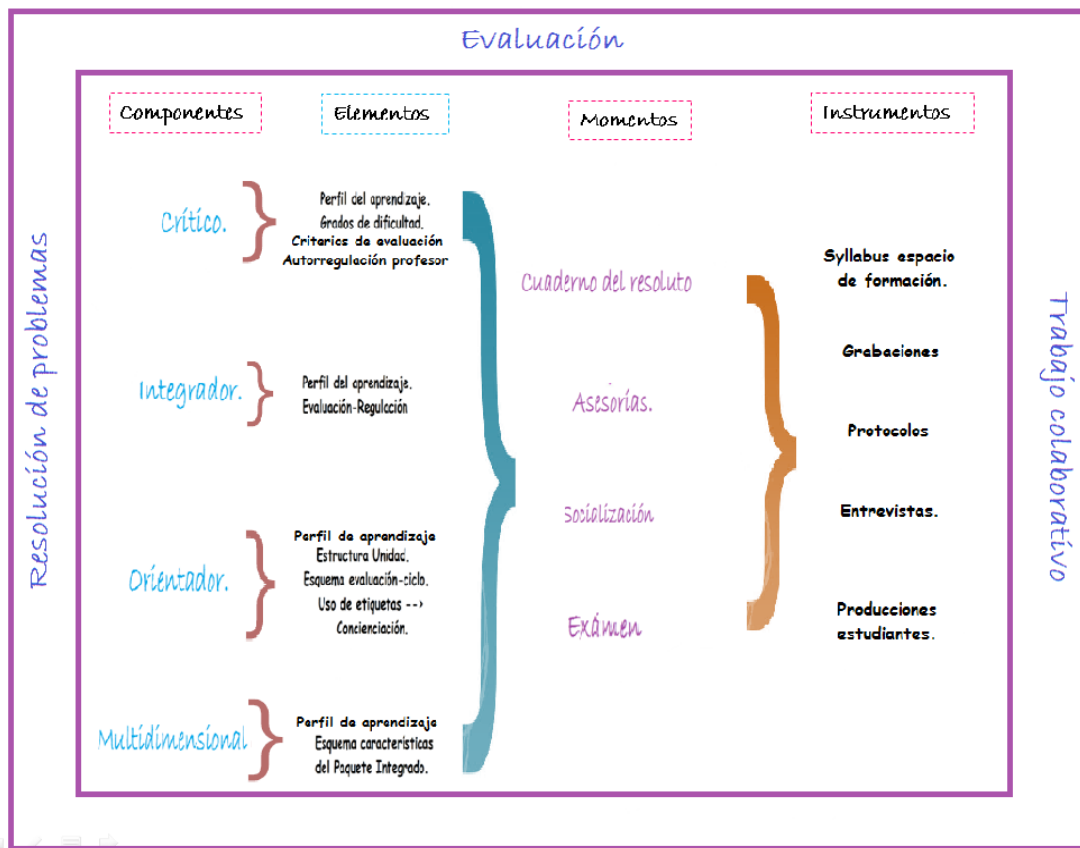 Evaluación
Componentes
Elementos
Momentos
Instrumentos
Resolución de problemas
Trabajo colaborativo
Crítico.
Perfil del aprendizaje.
Grados de dificultad.
Criterios de evaluación
Autorregulación profesor
Integrador.
Perfil del aprendizaje.
Evaluación-Regulación
Orientador.
Perfil de aprendizaje
Estructura Unidad.
Esquema evaluación-ciclo.
Uso de etiquetas -->
Concienciación.
Multidimensional
Perfil de aprendizaje
Esquema características
del Paquete Integrado.
Cuaderno del resoluto
Asesorías.
Socialización
Exámen
Syllabus espacio
de formación.
Grabaciones
Protocolos
Entrevistas.
Producciones
estudiantes.